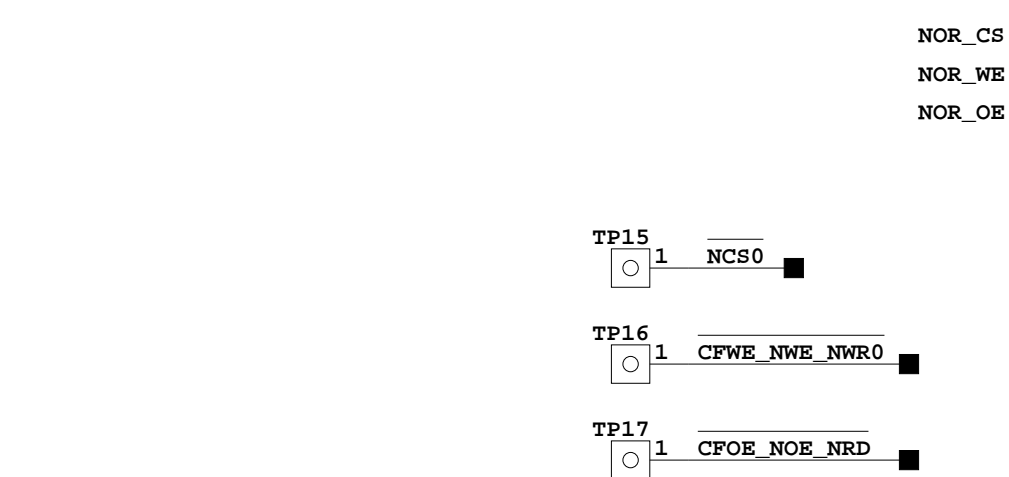 NOR_CS
NOR_WE
NOR_OE
TP15
1 NCS0
TP16
1 CFWE_NWE_NWR0
TP17
1 CFOE_NOE_NRD